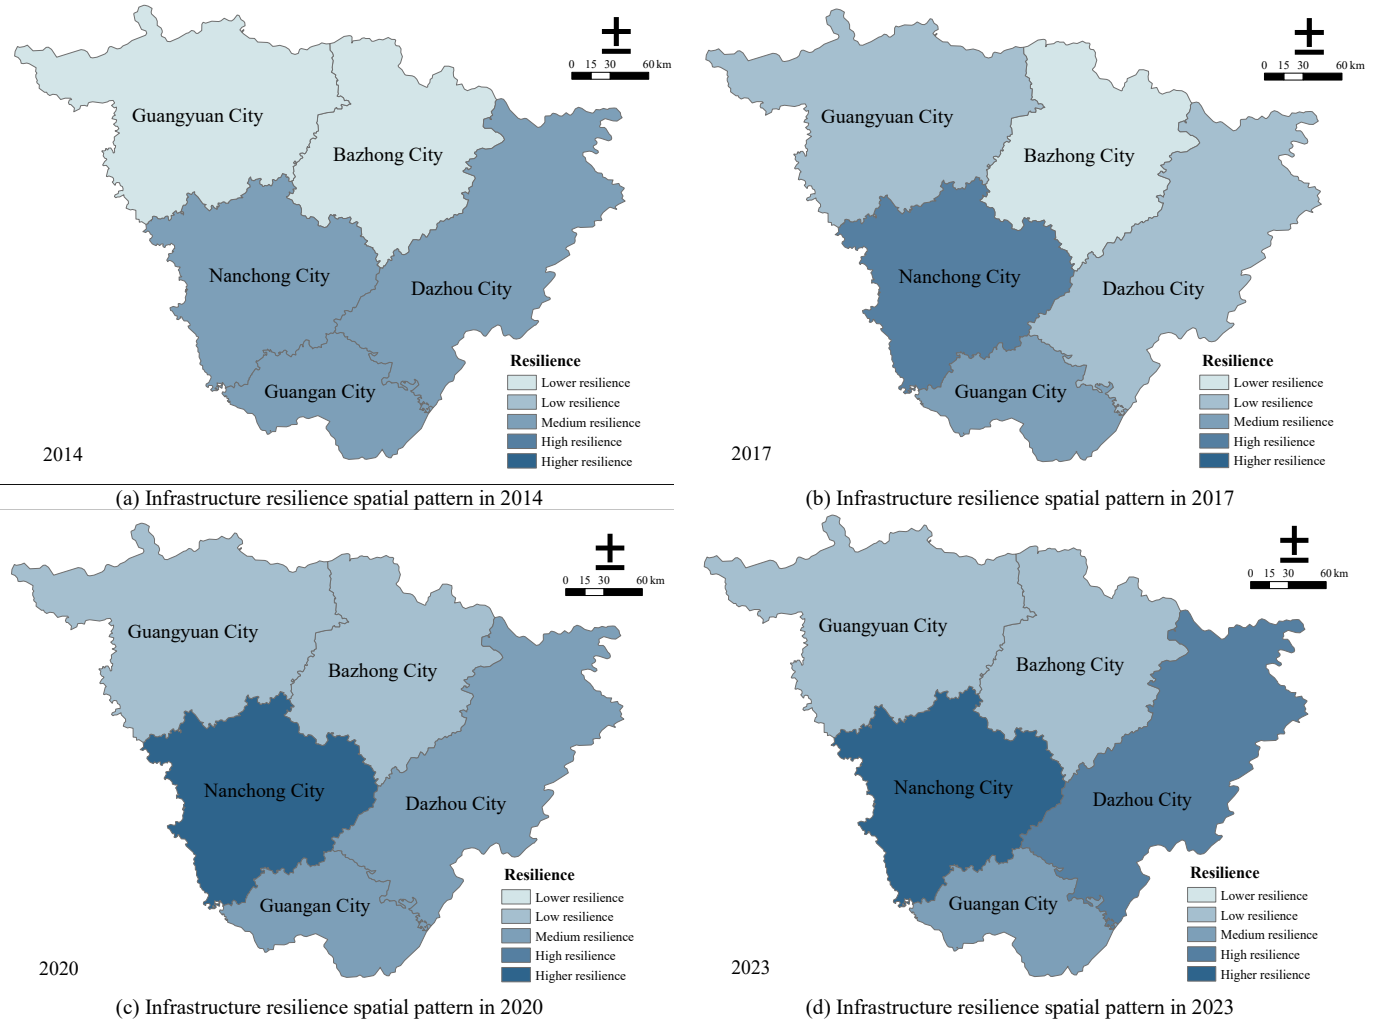 0 15 30 60 km
Guangyuan City
Bazhong City
Nanchong City
Dazhou City
Guangan City
Resilience
Lower resilience
Low resilience
Medium resilience
High resilience
Higher resilience
2014
(a) Infrastructure resilience spatial pattern in 2014
0 15 30 60 km
Guangyuan City
Bazhong City
Nanchong City
Dazhou City
Guangan City
Resilience
Lower resilience
Low resilience
Medium resilience
High resilience
Higher resilience
2017
(b) Infrastructure resilience spatial pattern in 2017
0 15 30 60 km
Guangyuan City
Bazhong City
Nanchong City
Dazhou City
Guangan City
Resilience
Lower resilience
Low resilience
Medium resilience
High resilience
Higher resilience
2020
(c) Infrastructure resilience spatial pattern in 2020
0 15 30 60 km
Guangyuan City
Bazhong City
Nanchong City
Dazhou City
Guangan City
Resilience
Lower resilience
Low resilience
Medium resilience
High resilience
Higher resilience
2023
(d) Infrastructure resilience spatial pattern in 2023